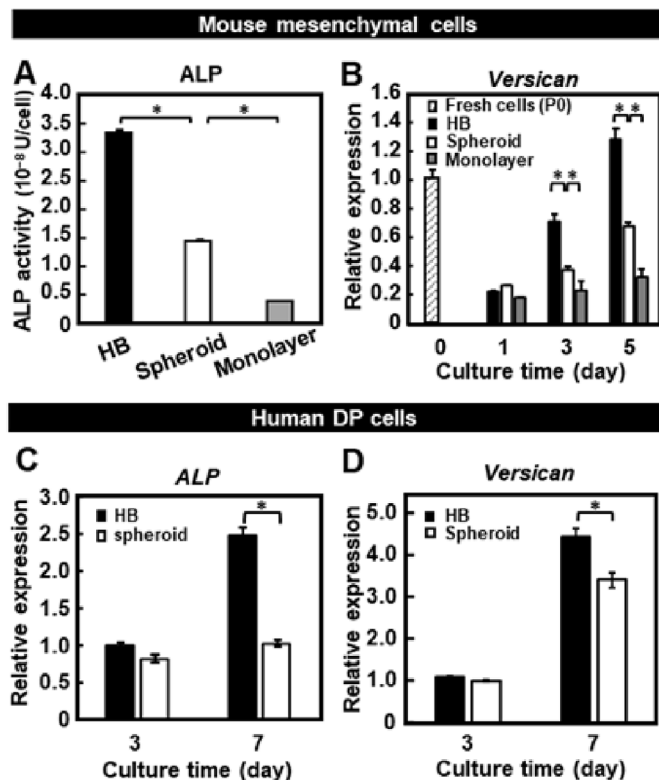 Mouse mesenchymal cells
A
ALP
ALP activity (10⁻⁸ U/cell)
4.0
3.5
3.0
2.5
2.0
1.5
1.0
0.5
0
*
*
HB
Spheroid
Monolayer
B
Versican
Relative expression
1.6
1.4
1.2
1.0
0.8
0.6
0.4
0.2
0
Fresh cells (P0)
HB
Spheroid
Monolayer
* *
* *
0 1 3 5
Culture time (day)
Human DP cells
C
ALP
Relative expression
3.0
2.5
2.0
1.5
1.0
0.5
0
HB
spheroid
*
3 7
Culture time (day)
D
Versican
Relative expression
5.0
4.0
3.0
2.0
1.0
0
HB
Spheroid
*
3 7
Culture time (day)